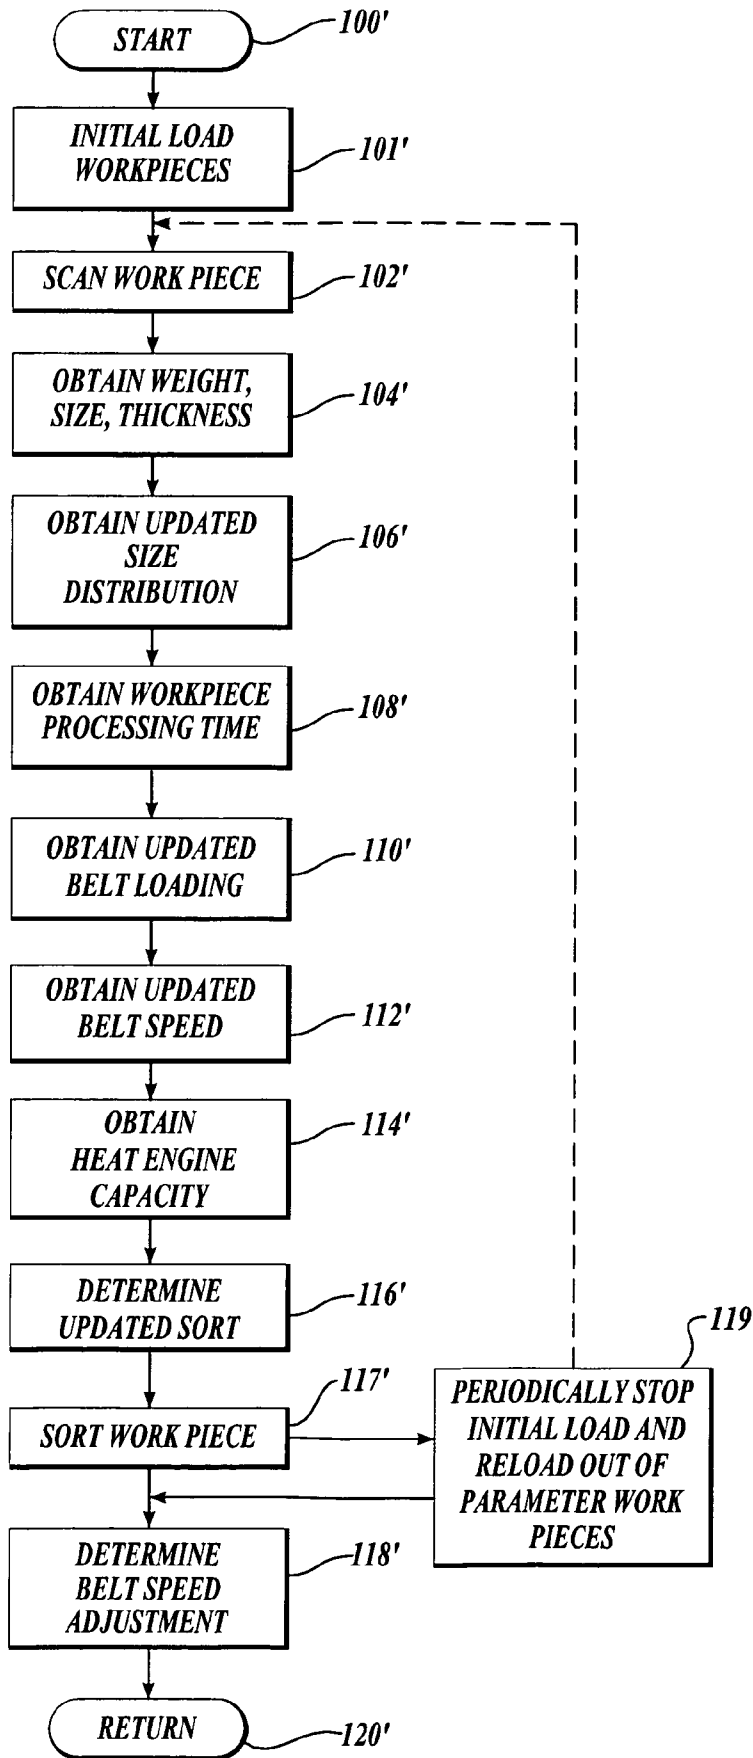 START
100'
INITIAL LOAD
WORKPIECES
101'
SCAN WORK PIECE
102'
OBTAIN WEIGHT,
SIZE, THICKNESS
104'
OBTAIN UPDATED
SIZE
DISTRIBUTION
106'
OBTAIN WORKPIECE
PROCESSING TIME
108'
OBTAIN UPDATED
BELT LOADING
110'
OBTAIN UPDATED
BELT SPEED
112'
OBTAIN
HEAT ENGINE
CAPACITY
114'
DETERMINE
UPDATED SORT
116'
SORT WORK PIECE
117'
PERIODICALLY STOP
INITIAL LOAD AND
RELOAD OUT OF
PARAMETER WORK
PIECES
119
DETERMINE
BELT SPEED
ADJUSTMENT
118'
RETURN
120'